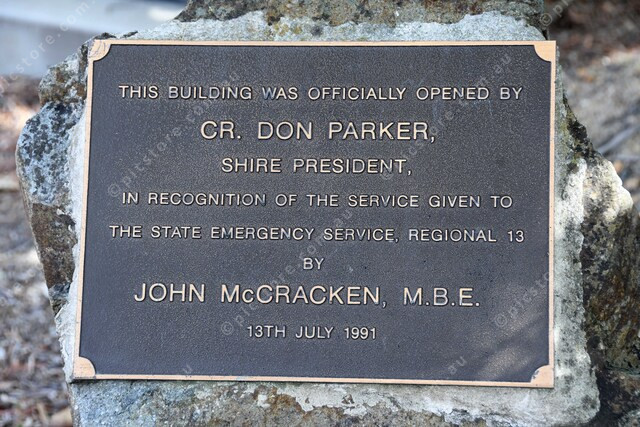 THIS BUILDING WAS OFFICIALLY OPENED BY
CR. DON PARKER,
SHIRE PRESIDENT,
IN RECOGNITION OF THE SERVICE GIVEN TO
THE STATE EMERGENCY SERVICE, REGIONAL 13
BY
JOHN McCRACKEN, M.B.E.
13TH JULY 1991